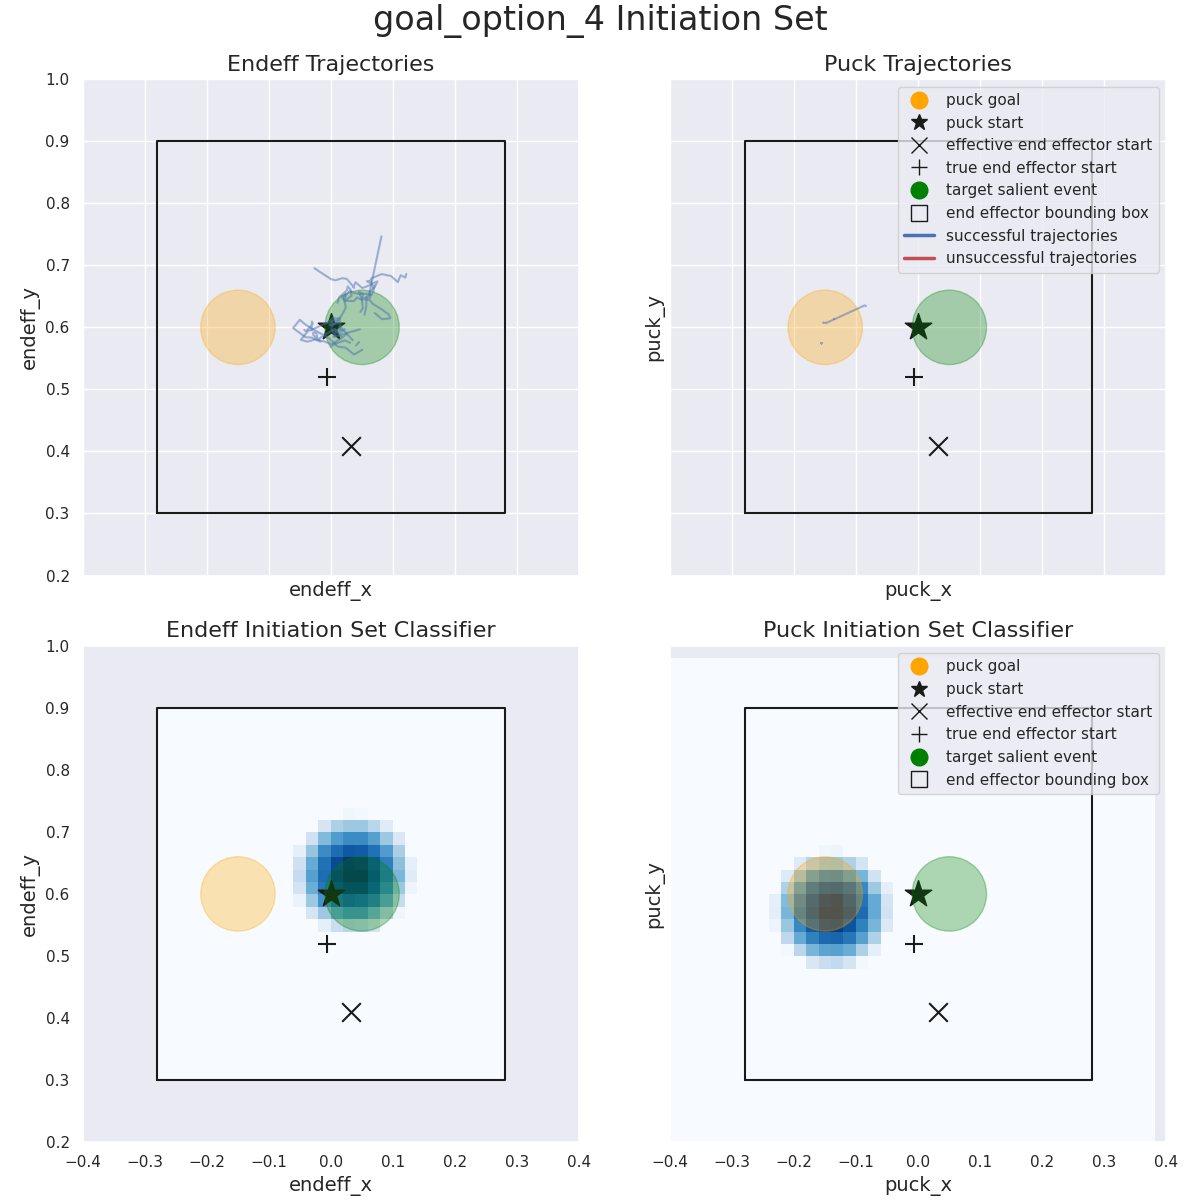 goal_option_4 Initiation Set
Endeff Trajectories
Puck Trajectories
1.0
0.9
0.8
0.7
0.6
0.5
0.4
0.3
0.2
endeff_y
endeff_x
puck goal
puck start
effective end effector start
true end effector start
target salient event
end effector bounding box
successful trajectories
unsuccessful trajectories
puck_y
puck_x
Endeff Initiation Set Classifier
Puck Initiation Set Classifier
1.0
0.9
0.8
0.7
0.6
0.5
0.4
0.3
0.2
endeff_y
−0.4 −0.3 −0.2 −0.1 0.0 0.1 0.2 0.3 0.4
endeff_x
puck goal
puck start
effective end effector start
true end effector start
target salient event
end effector bounding box
puck_y
−0.4 −0.3 −0.2 −0.1 0.0 0.1 0.2 0.3 0.4
puck_x